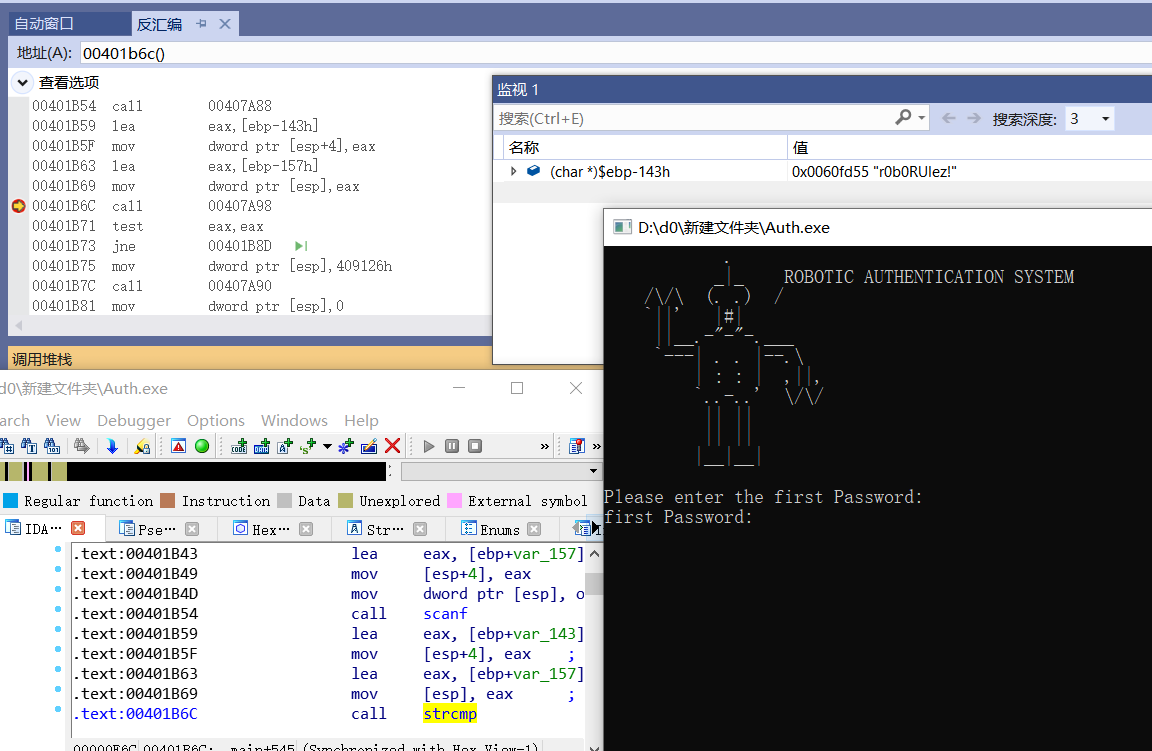 自动窗口 反汇编
地址(A): 00401b6c()
查看选项
00401B54 call 00407A88
00401B59 lea eax,[ebp-143h]
00401B5F mov dword ptr [esp+4],eax
00401B63 lea eax,[ebp-157h]
00401B69 mov dword ptr [esp],eax
00401B6C call 00407A98
00401B71 test eax,eax
00401B73 jne 00401B8D
00401B75 mov dword ptr [esp],409126h
00401B7C call 00407A90
00401B81 mov dword ptr [esp],0
调用堆栈
监视 1
搜索(Ctrl+E) 搜索深度: 3
名称 值
(char *)$ebp-143h 0x0060fd55 "r0b0RUlez!"
D:\d0\新建文件夹\Auth.exe
ROBOTIC AUTHENTICATION SYSTEM
Please enter the first Password:
first Password:
d0\新建文件夹\Auth.exe
arch View Debugger Options Windows Help
Regular function Instruction Data Unexplored External symbol
IDA… Pse… Hex… Str… Enums
.text:00401B43 lea eax, [ebp+var_157]
.text:00401B49 mov [esp+4], eax
.text:00401B4D mov dword ptr [esp], o
.text:00401B54 call scanf
.text:00401B59 lea eax, [ebp+var_143]
.text:00401B5F mov [esp+4], eax ;
.text:00401B63 lea eax, [ebp+var_157]
.text:00401B69 mov [esp], eax ;
.text:00401B6C call strcmp
00000F6C 00401B6C: _main+545 (Synchronized with Hex View-1)